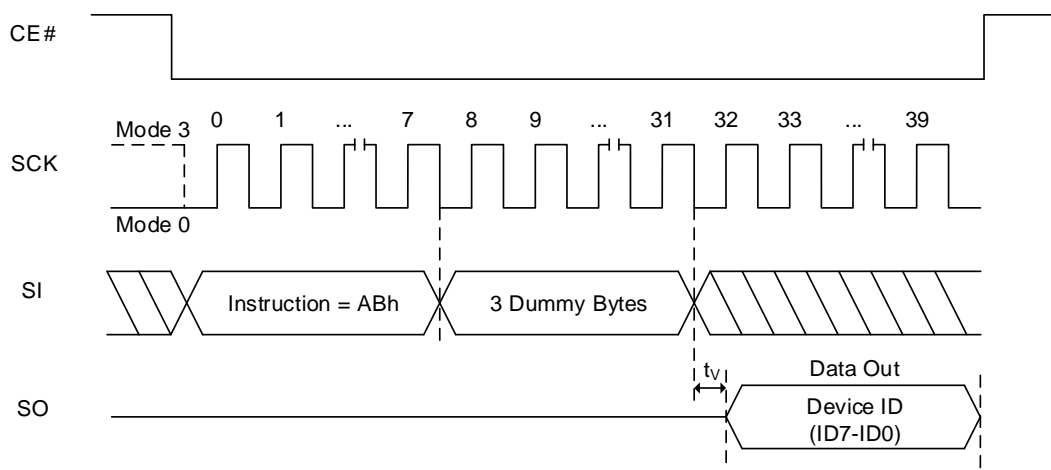 CE#
0 1 ... 7 8 9 ... 31 32 33 ... 39
Mode 3
SCK
Mode 0
SI
Instruction = ABh
3 Dummy Bytes
tV
Data Out
SO
Device ID
(ID7-ID0)